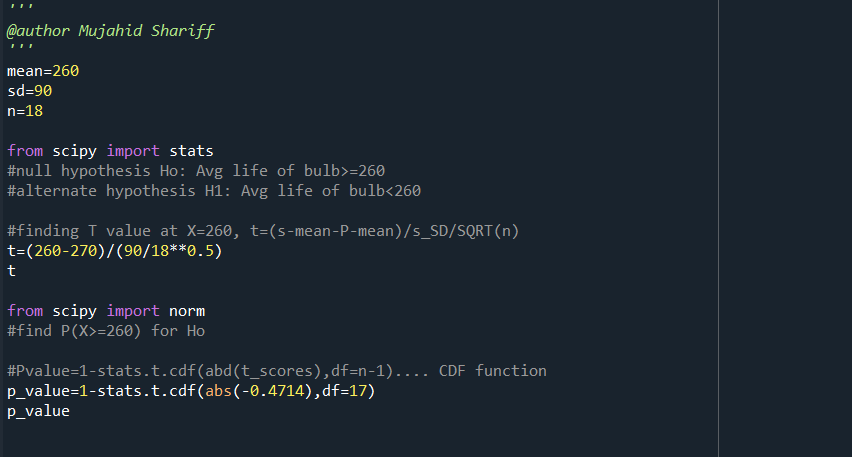 '''
@author Mujahid Shariff
'''
mean=260
sd=90
n=18
from scipy import stats
#null hypothesis Ho: Avg life of bulb>=260
#alternate hypothesis H1: Avg life of bulb<260
#finding T value at X=260, t=(s-mean-P-mean)/s_SD/SQRT(n)
t=(260-270)/(90/18**0.5)
t
from scipy import norm
#find P(X>=260) for Ho
#Pvalue=1-stats.t.cdf(abd(t_scores),df=n-1).... CDF function
p_value=1-stats.t.cdf(abs(-0.4714),df=17)
p_value